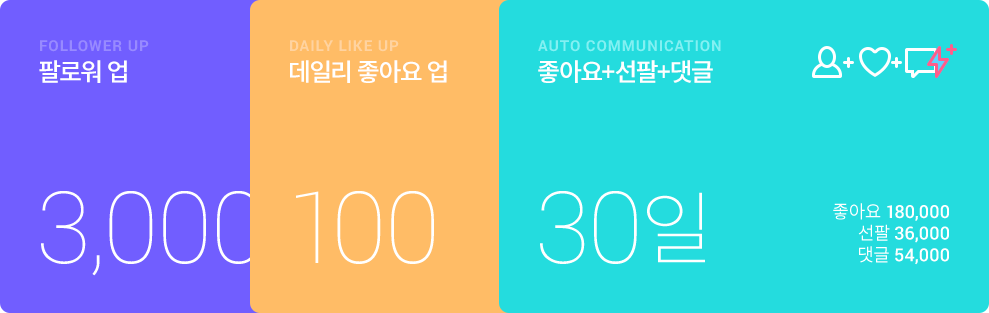 FOLLOWER UP
팔로워 업
3,000
DAILY LIKE UP
데일리 좋아요 업
100
AUTO COMMUNICATION
좋아요+선팔+댓글
30일
좋아요 180,000
선팔 36,000
댓글 54,000